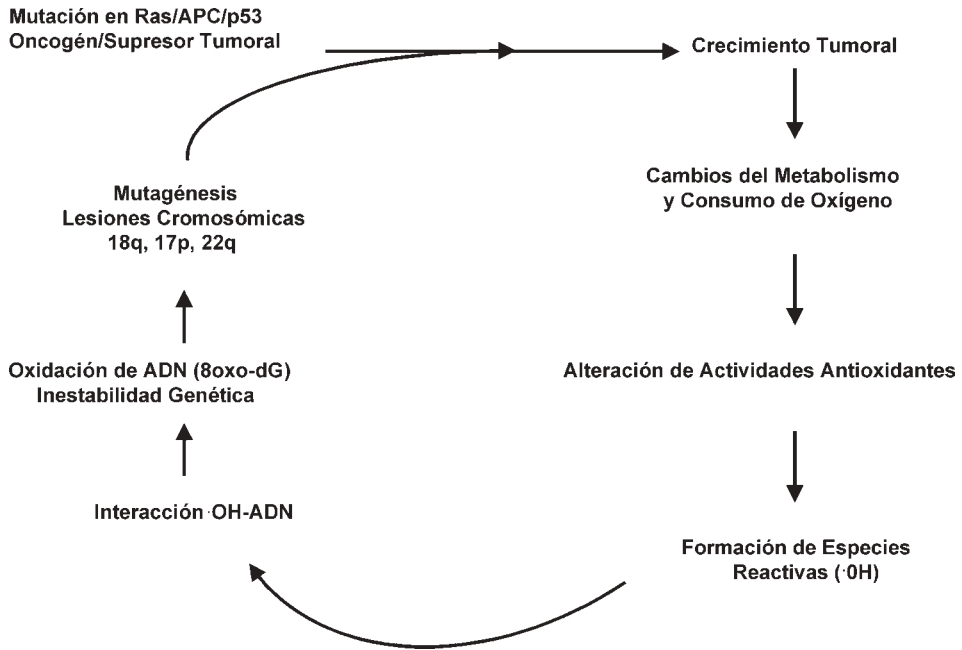 Mutación en Ras/APC/p53
Oncogén/Supresor Tumoral
Crecimiento Tumoral
Cambios del Metabolismo
y Consumo de Oxígeno
Alteración de Actividades Antioxidantes
Formación de Especies
Reactivas (·0H)
Interacción ·OH-ADN
Oxidación de ADN (8oxo-dG)
Inestabilidad Genética
Mutagénesis
Lesiones Cromosómicas
18q, 17p, 22q